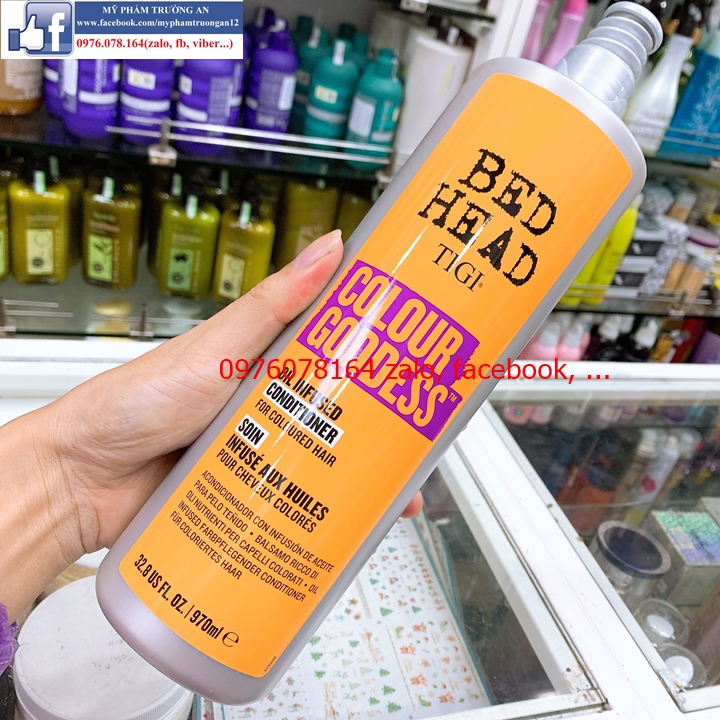 MỸ PHẨM TRƯỜNG AN
www.facebook.com/myphamtruongan12
0976.078.164(zalo, fb, viber...)
BED
HEAD
TIGI®
COLOUR
GODDESS™
0976078164 zalo, facebook, ...
OIL INFUSED
CONDITIONER
FOR COLOURED HAIR
SOIN
INFUSÉ AUX HUILES
POUR CHEVEUX COLORÉS
ACONDICIONADOR CON INFUSIÓN DE ACEITE
PARA PELO TEÑIDO • BALSAMO RICCO DI
OLI NUTRIENTI PER CAPELLI COLORATI • OIL
INFUSED FARBPFLEGENDER CONDITIONER
FÜR COLORIERTES HAAR
32.8 US FL. OZ. / 970ml ℮